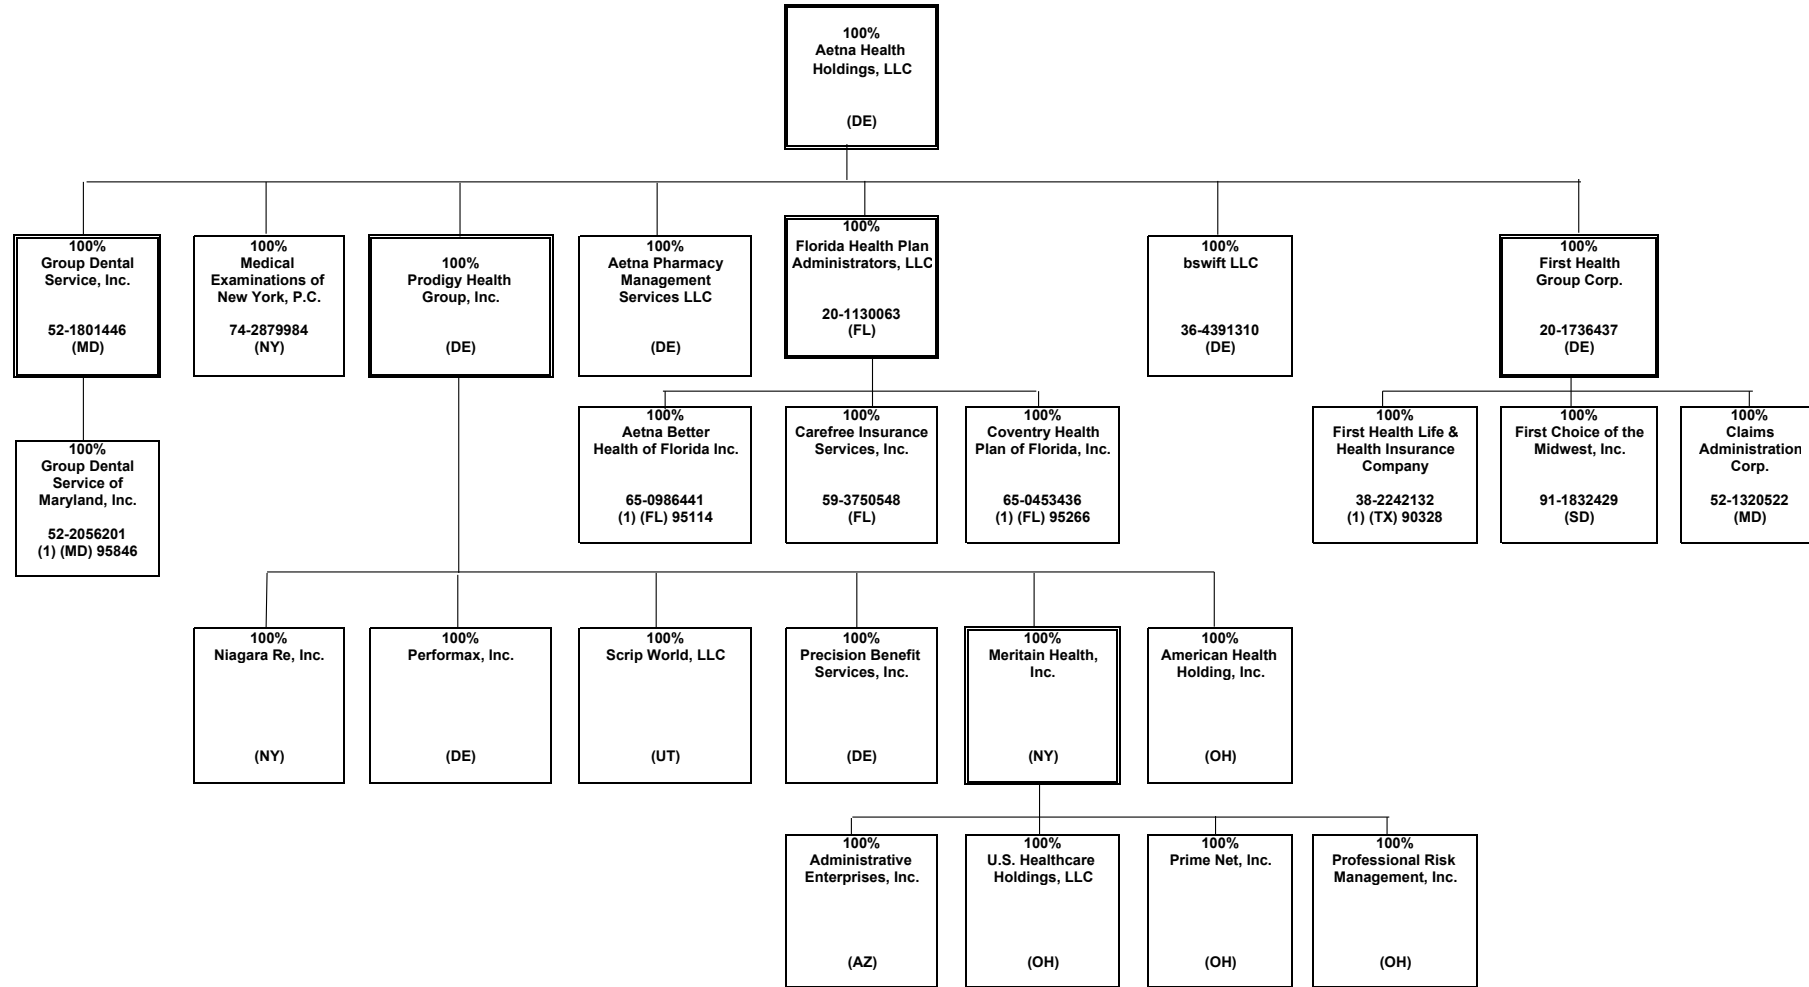 100%
Aetna Health
Holdings, LLC
(DE)
100%
Group Dental
Service, Inc.
52-1801446
(MD)
100%
Medical
Examinations of
New York, P.C.
74-2879984
(NY)
100%
Prodigy Health
Group, Inc.
(DE)
100%
Aetna Pharmacy
Management
Services LLC
(DE)
100%
Florida Health Plan
Administrators, LLC
20-1130063
(FL)
100%
bswift LLC
36-4391310
(DE)
100%
First Health
Group Corp.
20-1736437
(DE)
100%
Group Dental
Service of
Maryland, Inc.
52-2056201
(1) (MD) 95846
100%
Aetna Better
Health of Florida Inc.
65-0986441
(1) (FL) 95114
100%
Carefree Insurance
Services, Inc.
59-3750548
(FL)
100%
Coventry Health
Plan of Florida, Inc.
65-0453436
(1) (FL) 95266
100%
First Health Life &
Health Insurance
Company
38-2242132
(1) (TX) 90328
100%
First Choice of the
Midwest, Inc.
91-1832429
(SD)
100%
Claims
Administration
Corp.
52-1320522
(MD)
100%
Niagara Re, Inc.
(NY)
100%
Performax, Inc.
(DE)
100%
Scrip World, LLC
(UT)
100%
Precision Benefit
Services, Inc.
(DE)
100%
Meritain Health,
Inc.
(NY)
100%
American Health
Holding, Inc.
(OH)
100%
Administrative
Enterprises, Inc.
(AZ)
100%
U.S. Healthcare
Holdings, LLC
(OH)
100%
Prime Net, Inc.
(OH)
100%
Professional Risk
Management, Inc.
(OH)